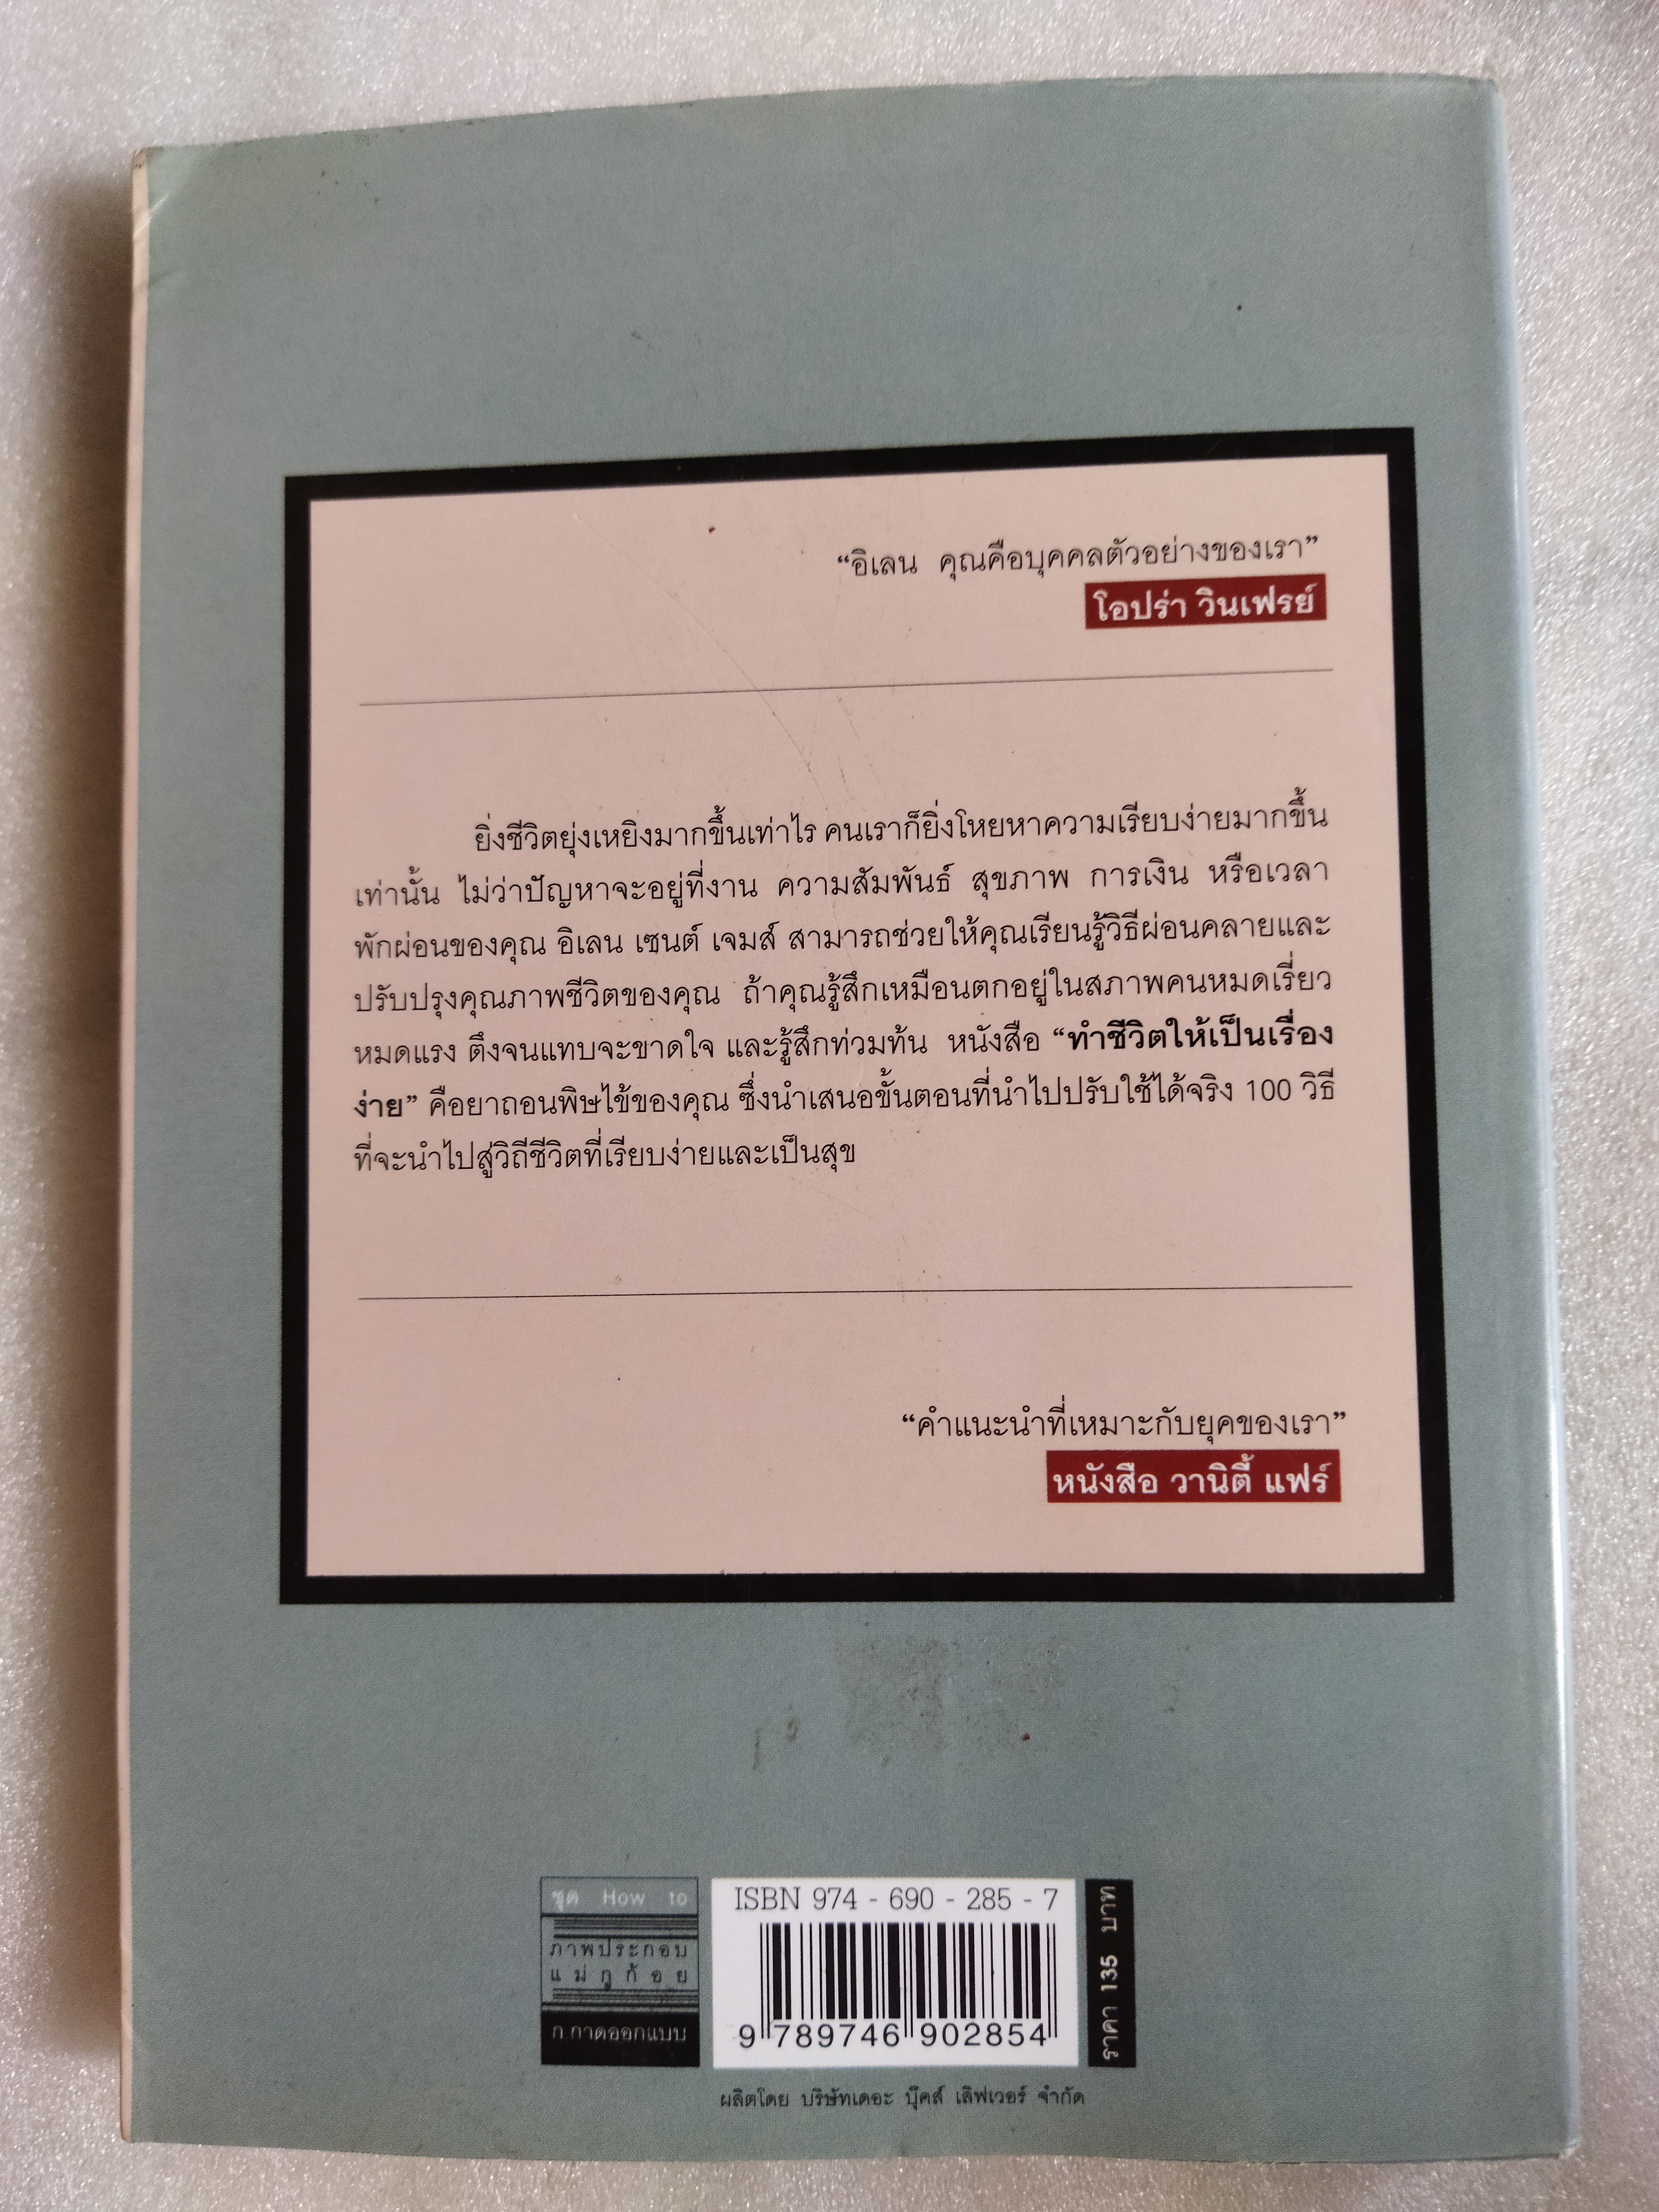 “อิเลน คุณคือบุคคลตัวอย่างของเรา”
โอปร่า วินเฟรย์
ยิ่งชีวิตยุ่งเหยิงมากขึ้นเท่าไร คนเราก็ยิ่งโหยหาความเรียบง่ายมากขึ้น
เท่านั้น ไม่ว่าปัญหาจะอยู่ที่งาน ความสัมพันธ์ สุขภาพ การเงิน หรือเวลา
พักผ่อนของคุณ อิเลน เซนต์ เจมส์ สามารถช่วยให้คุณเรียนรู้วิธีผ่อนคลายและ
ปรับปรุงคุณภาพชีวิตของคุณ ถ้าคุณรู้สึกเหมือนตกอยู่ในสภาพคนหมดเรี่ยว
หมดแรง ตึงจนแทบจะขาดใจ และรู้สึกท่วมท้น หนังสือ “ทำชีวิตให้เป็นเรื่อง
ง่าย” คือยาถอนพิษไข้ของคุณ ซึ่งนำเสนอขั้นตอนที่นำไปปรับใช้ได้จริง 100 วิธี
ที่จะนำไปสู่วิถีชีวิตที่เรียบง่ายและเป็นสุข
“คำแนะนำที่เหมาะกับยุคของเรา”
หนังสือ วานิตี้ แฟร์
ชุด How to
ภาพประกอบ
แม่กูก้อย
ก กาดออกแบบ
ISBN 974 - 690 - 285 - 7
9 789746 902854
ราคา 135 บาท
ผลิตโดย บริษัทเดอะ บุ๊คส์ เลิฟเวอร์ จำกัด